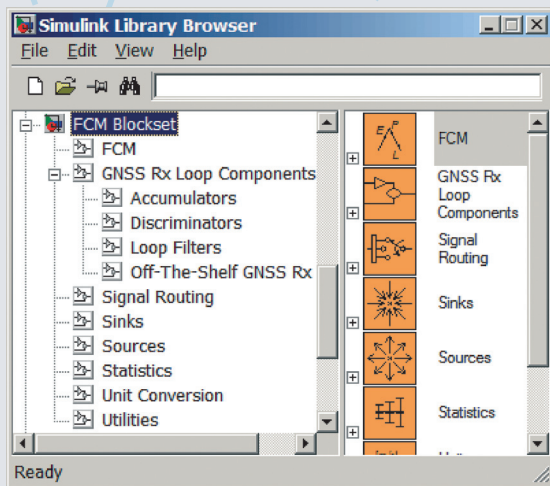 Simulink Library Browser
File Edit View Help
FCM Blockset
FCM
GNSS Rx Loop Components
Accumulators
Discriminators
Loop Filters
Off-The-Shelf GNSS Rx
Signal Routing
Sinks
Sources
Statistics
Unit Conversion
Utilities
E P
L
FCM
GNSS Rx
Loop
Components
Signal
Routing
Sinks
Sources
Statistics
Ready